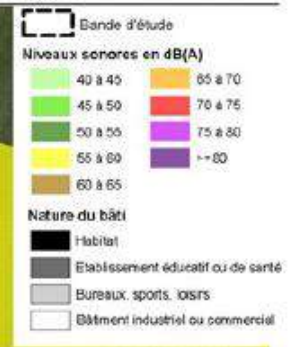 Bande d'étude
Niveaux sonores en dB(A)
40 à 45
45 à 50
50 à 55
55 à 60
60 à 65
65 à 70
70 à 75
75 à 80
>=80
Nature du bâti
Habitat
Etablissement éducatif ou de santé
Bureaux, sports, loisirs
Bâtiment industriel ou commercial